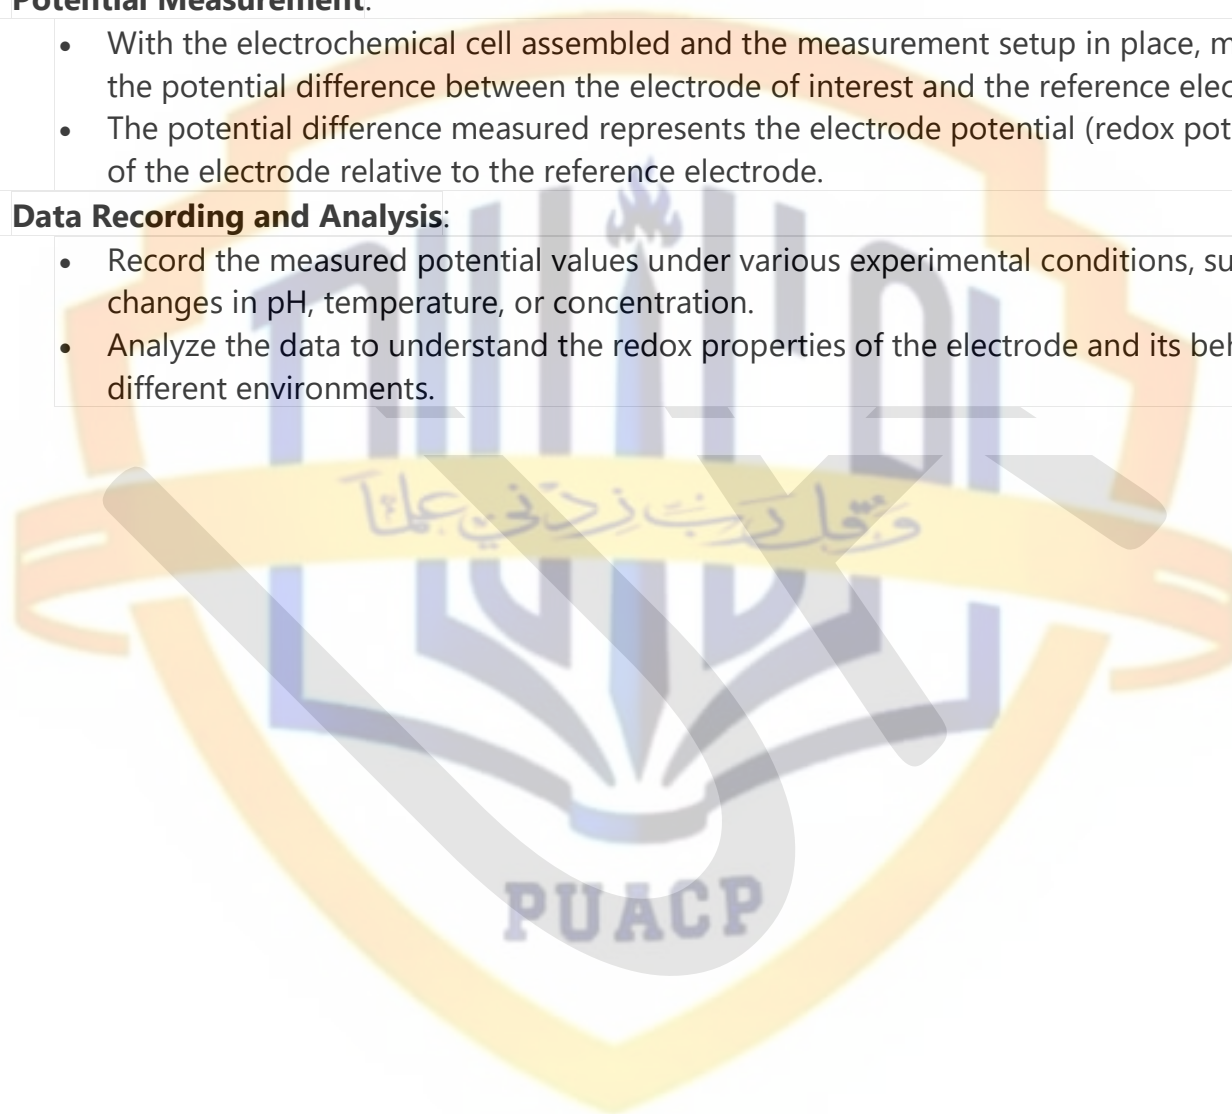 Potential Measurement:
• With the electrochemical cell assembled and the measurement setup in place, m
the potential difference between the electrode of interest and the reference elec
• The potential difference measured represents the electrode potential (redox pot
of the electrode relative to the reference electrode.
Data Recording and Analysis:
• Record the measured potential values under various experimental conditions, su
changes in pH, temperature, or concentration.
• Analyze the data to understand the redox properties of the electrode and its beh
different environments.
وَقُل رَّبِّ زِدْنِي عِلْمًا
PUACP